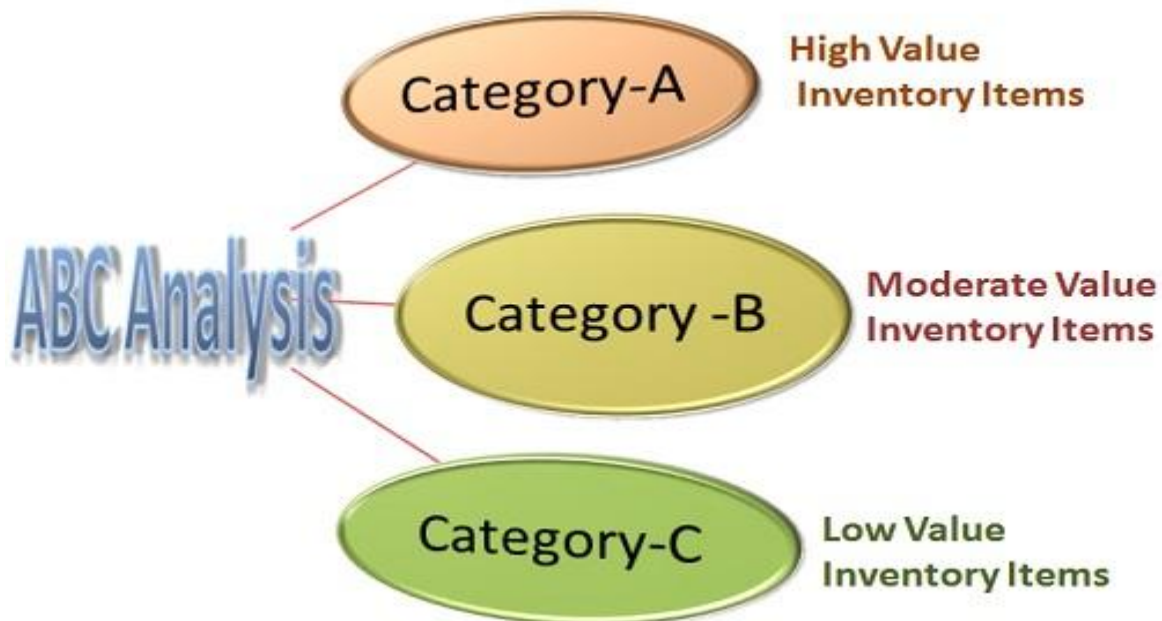 Category-A
High Value
Inventory Items
ABC Analysis
Category -B
Moderate Value
Inventory Items
Category-C
Low Value
Inventory Items